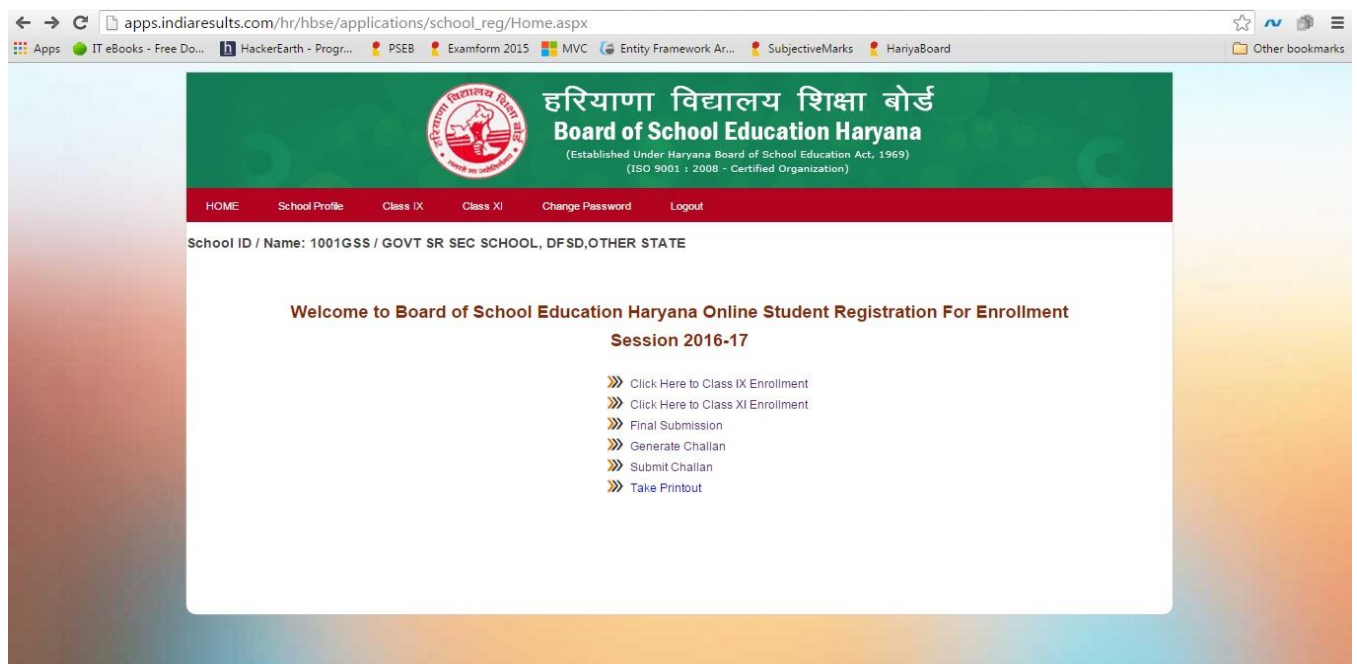 apps.indiaresults.com/hr/hbse/applications/school_reg/Home.aspx
Apps IT eBooks - Free Do... HackerEarth - Progr... PSEB Examform 2015 MVC Entity Framework Ar... SubjectiveMarks HariyaBoard Other bookmarks
हरियाणा विद्यालय शिक्षा बोर्ड
हरियाणा विद्यालय शिक्षा बोर्ड
Board of School Education Haryana
(Established Under Haryana Board of School Education Act, 1969)
(ISO 9001 : 2008 - Certified Organization)
HOME School Profile Class IX Class XI Change Password Logout
School ID / Name: 1001GSS / GOVT SR SEC SCHOOL, DFSD,OTHER STATE
Welcome to Board of School Education Haryana Online Student Registration For Enrollment
Session 2016-17
Click Here to Class IX Enrollment
Click Here to Class XI Enrollment
Final Submission
Generate Challan
Submit Challan
Take Printout